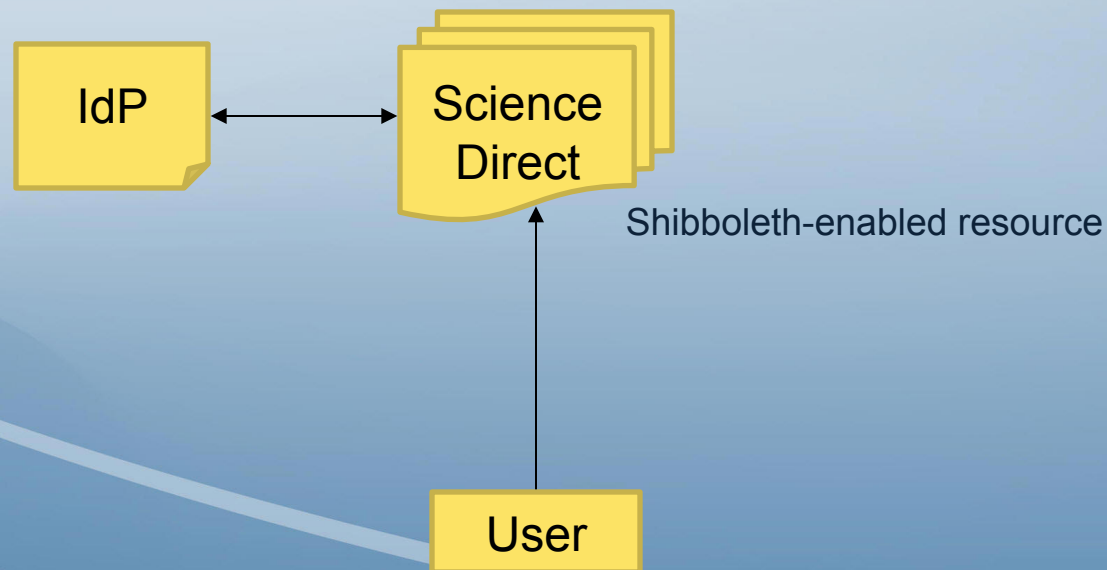 IdP
Science
Direct
Shibboleth-enabled resource
User